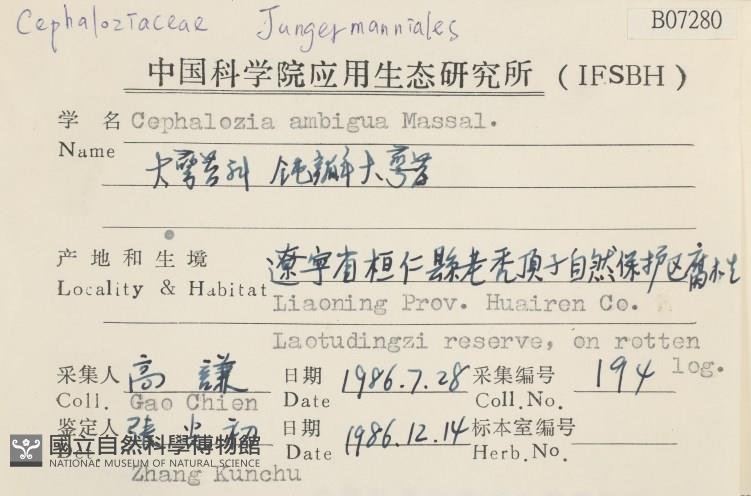 Cephaloziaceae Jungermanniales
B07280
中国科学院应用生态研究所 (IFSBH)
学 名 Cephalozia ambigua Massal.
Name 大萼苔科 钝瓣大萼苔
产地和生境 遼宁省桓仁縣老秃頂子自然保护区腐木生
Locality & Habitat Liaoning Prov. Huairen Co.
Laotudingzi reserve, on rotten log.
采集人 高謙 日期 1986.7.28 采集编号 194
Coll. Gao Chien Date Coll.No.
鉴定人 張 初 日期 1986.12.14 标本室编号
Det. Zhang Kunchu Date Herb.No.
國立自然科學博物館
NATIONAL MUSEUM OF NATURAL SCIENCE